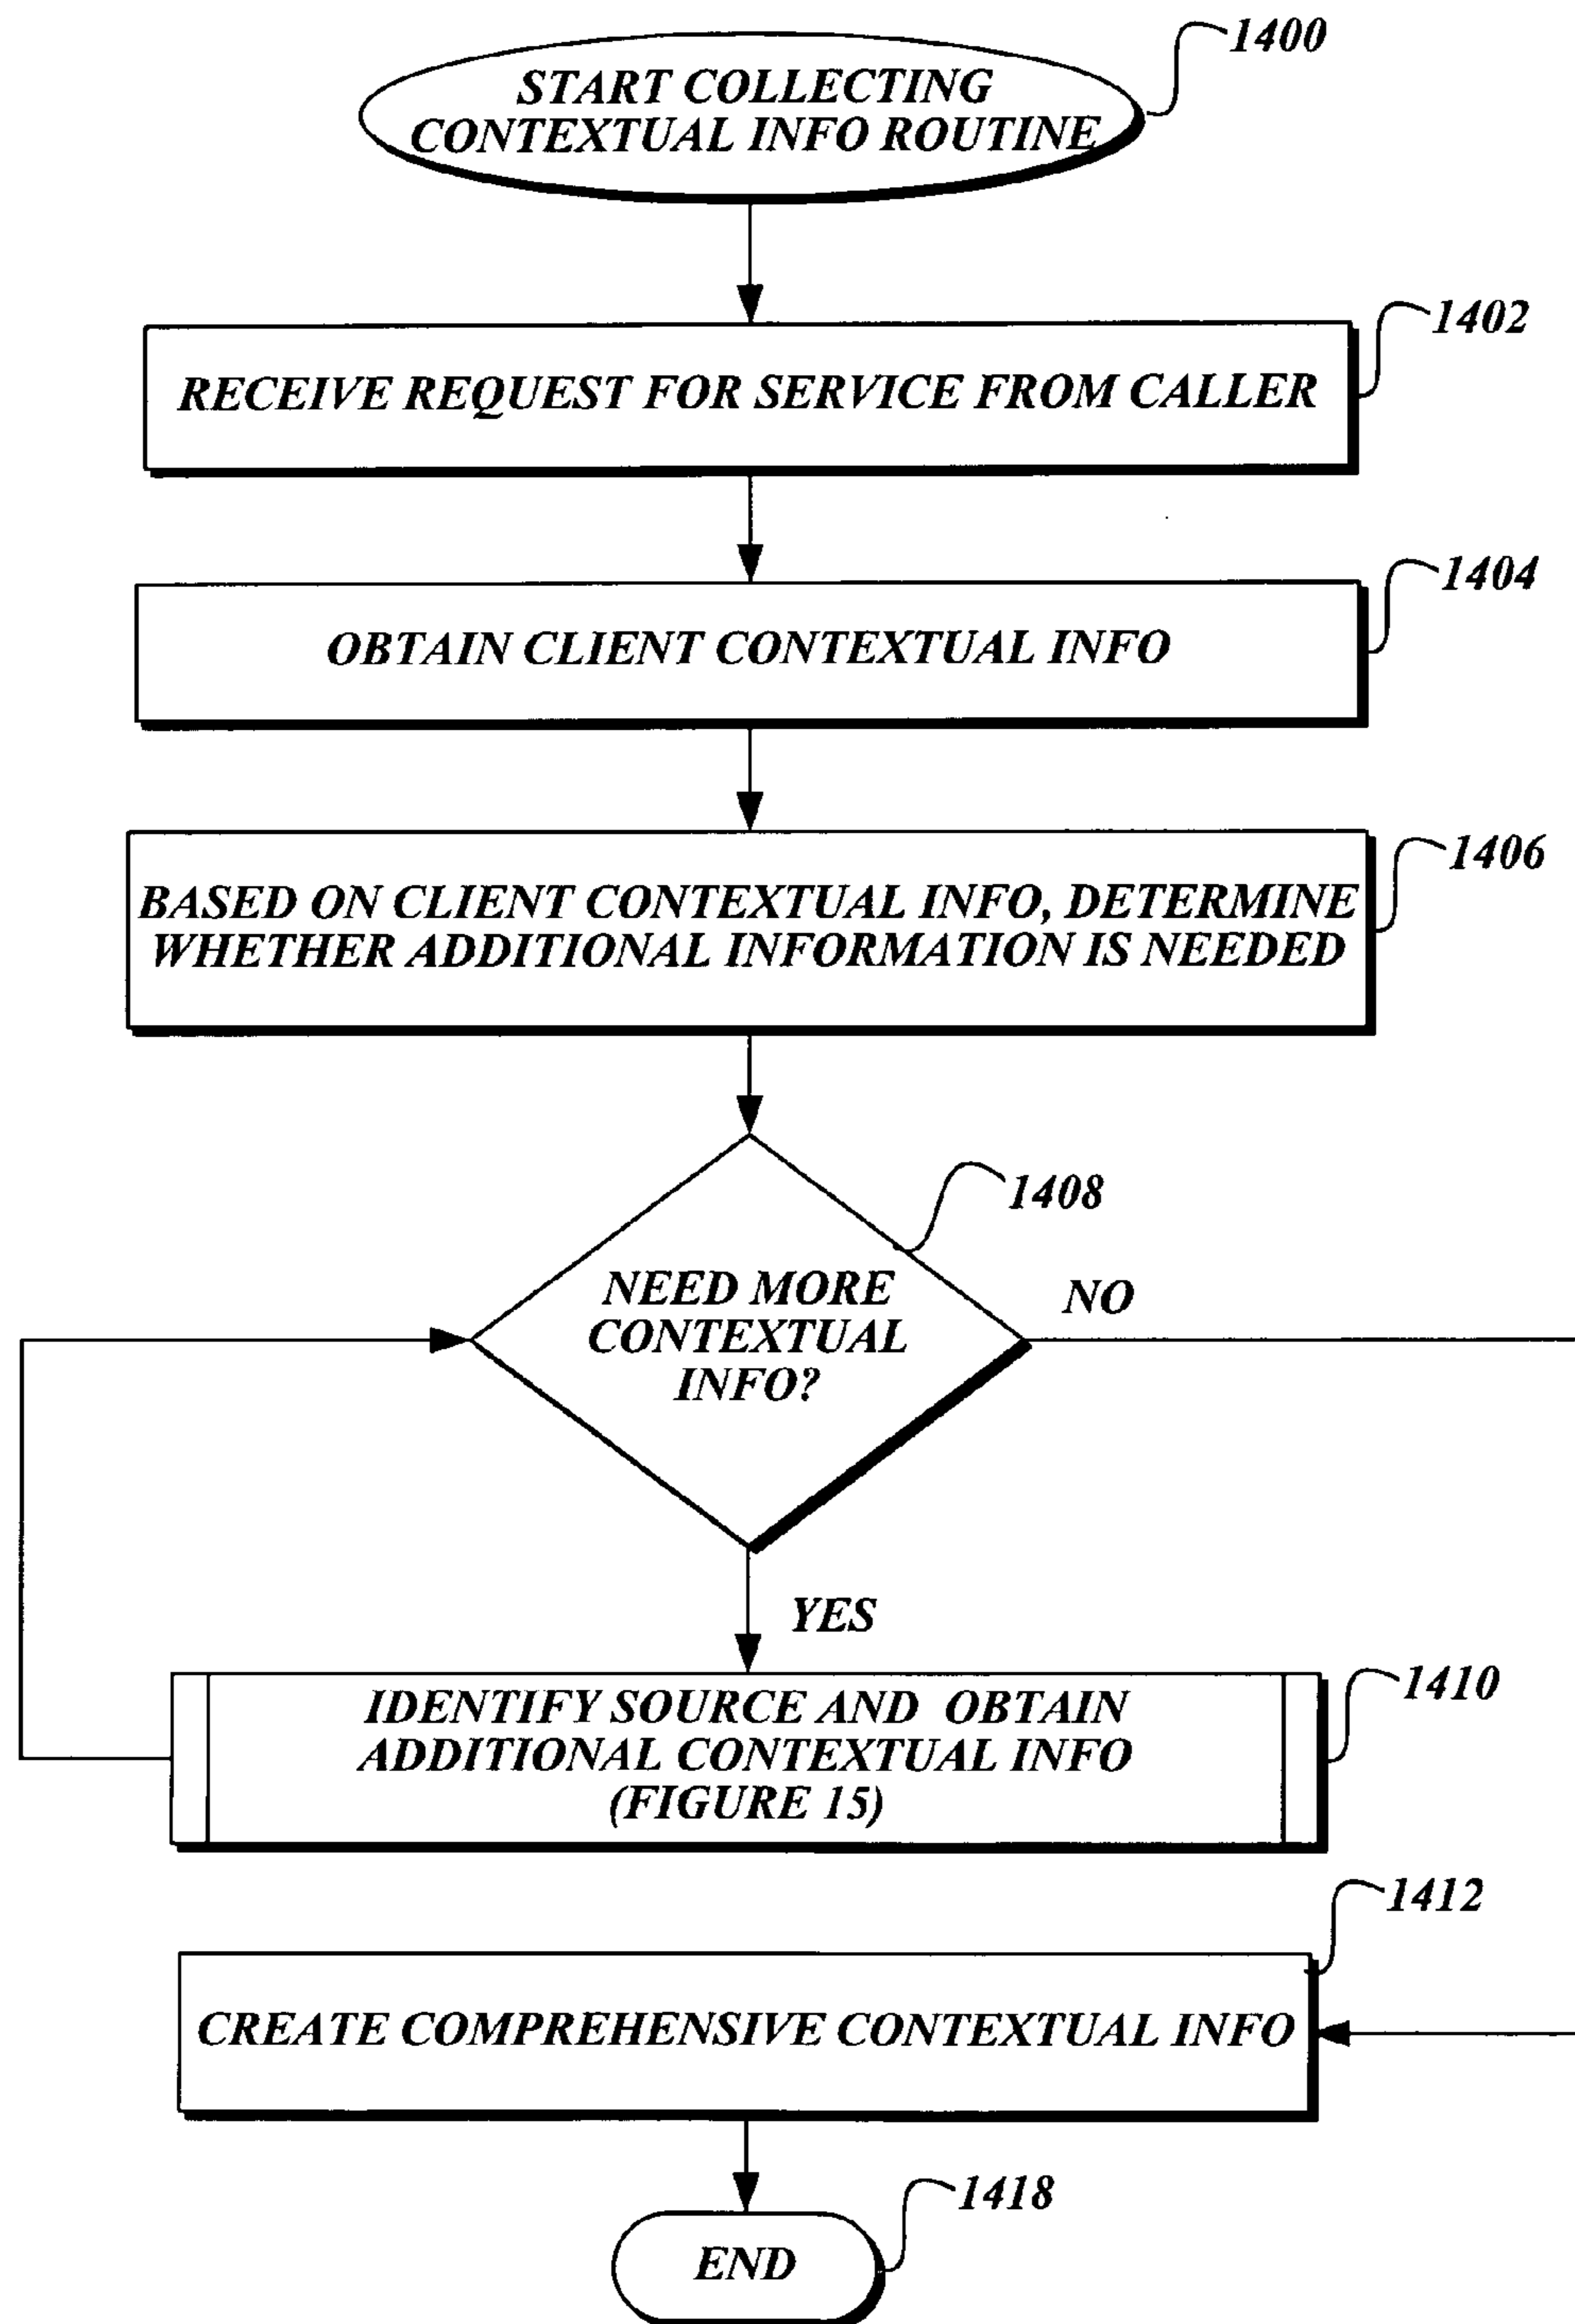 1400
START COLLECTING
CONTEXTUAL INFO ROUTINE
1402
RECEIVE REQUEST FOR SERVICE FROM CALLER
1404
OBTAIN CLIENT CONTEXTUAL INFO
1406
BASED ON CLIENT CONTEXTUAL INFO, DETERMINE
WHETHER ADDITIONAL INFORMATION IS NEEDED
1408
NEED MORE
CONTEXTUAL
INFO?
NO
YES
1410
IDENTIFY SOURCE AND OBTAIN
ADDITIONAL CONTEXTUAL INFO
(FIGURE 15)
1412
CREATE COMPREHENSIVE CONTEXTUAL INFO
1418
END